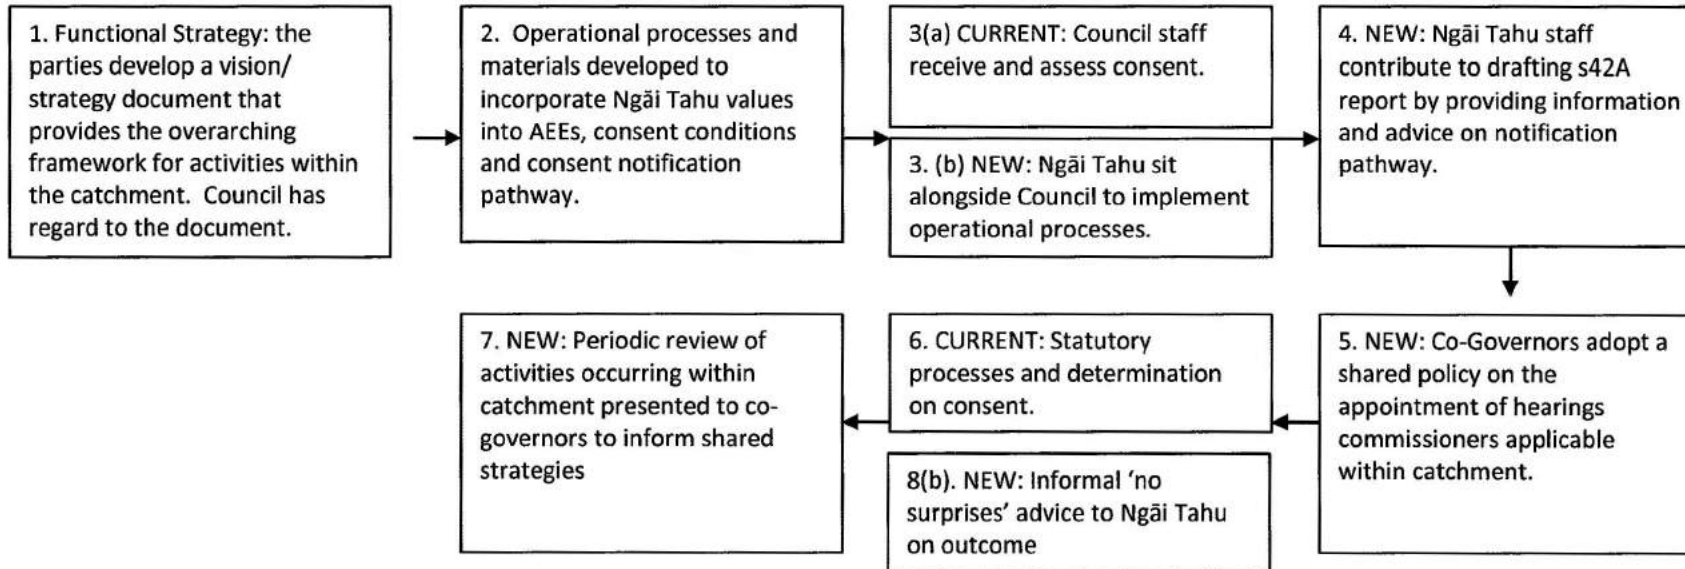 1. Functional Strategy: the
parties develop a vision/
strategy document that
provides the overarching
framework for activities within
the catchment.  Council has
regard to the document.
2.  Operational processes and
materials developed to
incorporate Ngāi Tahu values
into AEEs, consent conditions
and consent notification
pathway.
3(a) CURRENT: Council staff
receive and assess consent.
3. (b) NEW: Ngāi Tahu sit
alongside Council to implement
operational processes.
4. NEW: Ngāi Tahu staff
contribute to drafting s42A
report by providing information
and advice on notification
pathway.
5. NEW: Co-Governors adopt a
shared policy on the
appointment of hearings
commissioners applicable
within catchment.
6. CURRENT: Statutory
processes and determination
on consent.
8(b). NEW: Informal ‘no
surprises’ advice to Ngāi Tahu
on outcome
7. NEW: Periodic review of
activities occurring within
catchment presented to co-
governors to inform shared
strategies